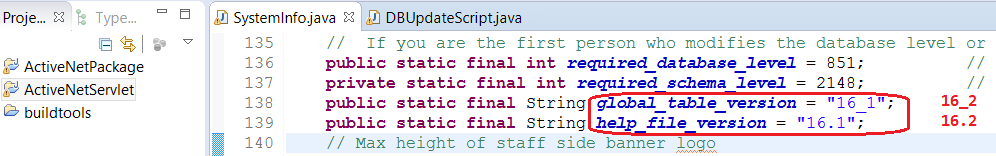 Proje... Type... SystemInfo.java DBUpdateScript.java
ActiveNetPackage
ActiveNetServlet
buildtools
135 // If you are the first person who modifies the database level or
136 public static final int required_database_level = 851; //
137 private static final int required_schema_level = 2148; //
138 public static final String global_table_version = "16_1"; 16_2
139 public static final String help_file_version = "16.1"; 16.2
140 // Max height of staff side banner logo